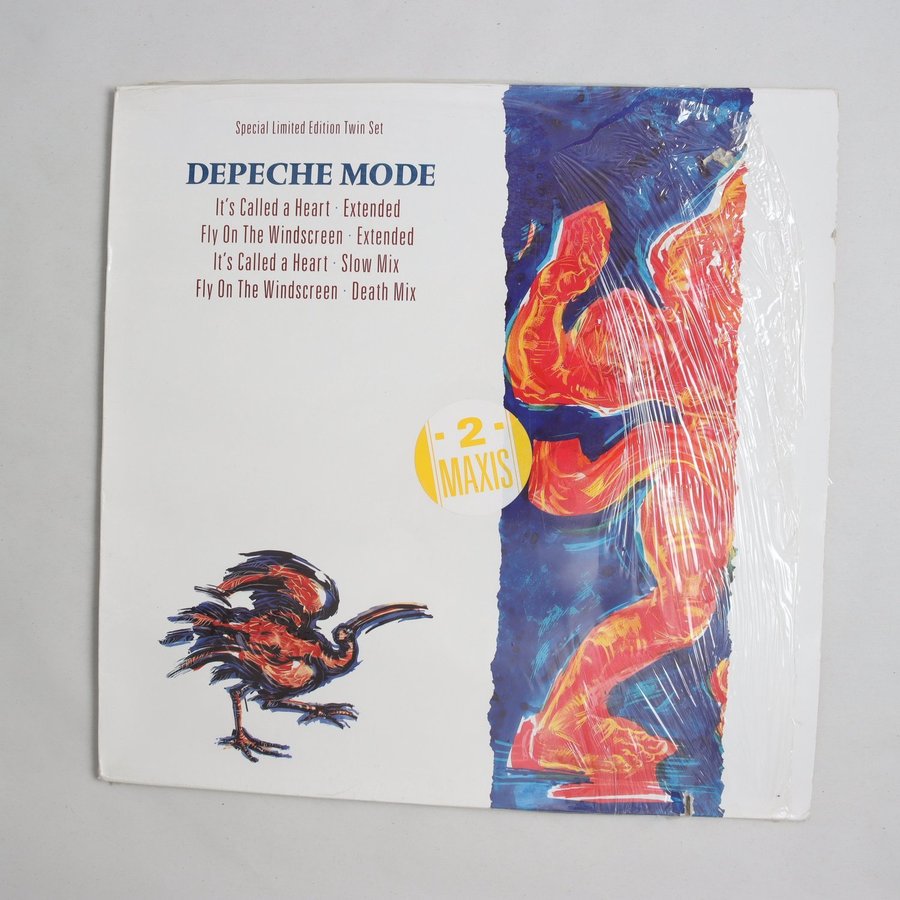 Special Limited Edition Twin Set
DEPECHE MODE
It's Called a Heart · Extended
Fly On The Windscreen · Extended
It's Called a Heart · Slow Mix
Fly On The Windscreen · Death Mix
- 2 -
MAXIS